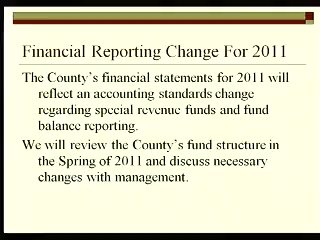 Financial Reporting Change For 2011
The County's financial statements for 2011 will
reflect an accounting standards change
regarding special revenue funds and fund
balance reporting.
We will review the County's fund structure in
the Spring of 2011 and discuss necessary
changes with management.